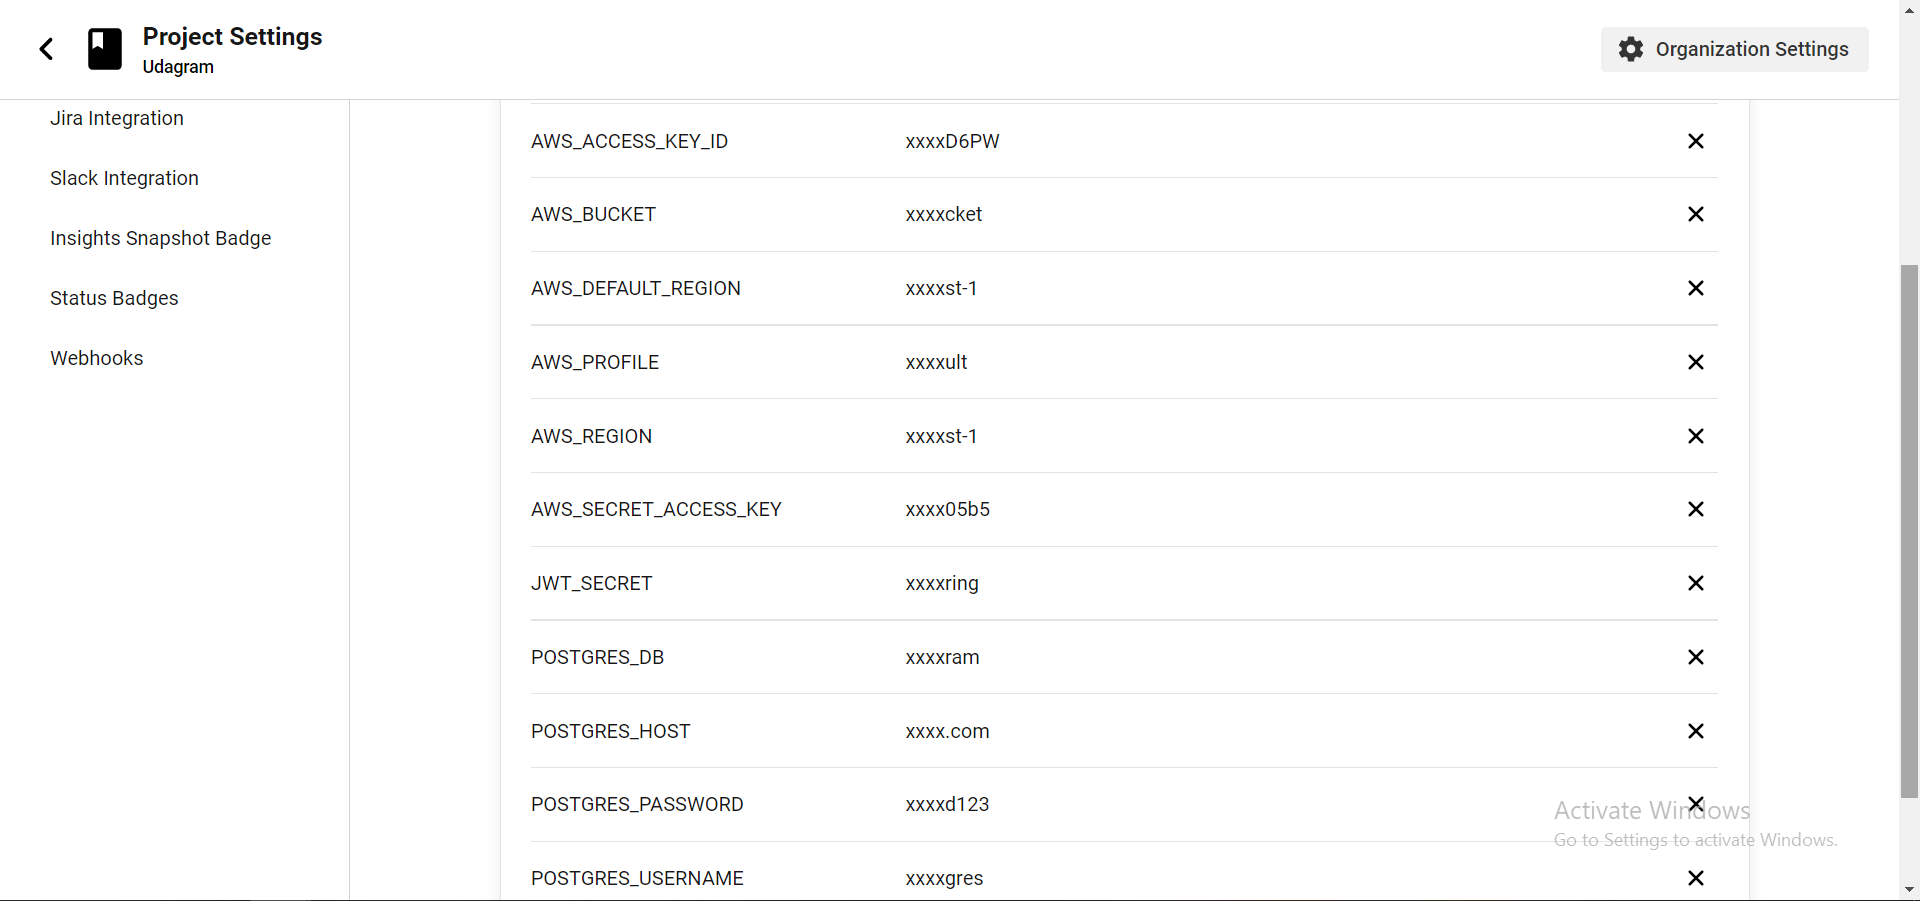 Project Settings
Udagram
Organization Settings
Jira Integration
Slack Integration
Insights Snapshot Badge
Status Badges
Webhooks
AWS_ACCESS_KEY_ID xxxxD6PW
AWS_BUCKET xxxxcket
AWS_DEFAULT_REGION xxxxst-1
AWS_PROFILE xxxxult
AWS_REGION xxxxst-1
AWS_SECRET_ACCESS_KEY xxxx05b5
JWT_SECRET xxxxring
POSTGRES_DB xxxxram
POSTGRES_HOST xxxx.com
POSTGRES_PASSWORD xxxxd123
POSTGRES_USERNAME xxxxgres
Activate Windows
Go to Settings to activate Windows.